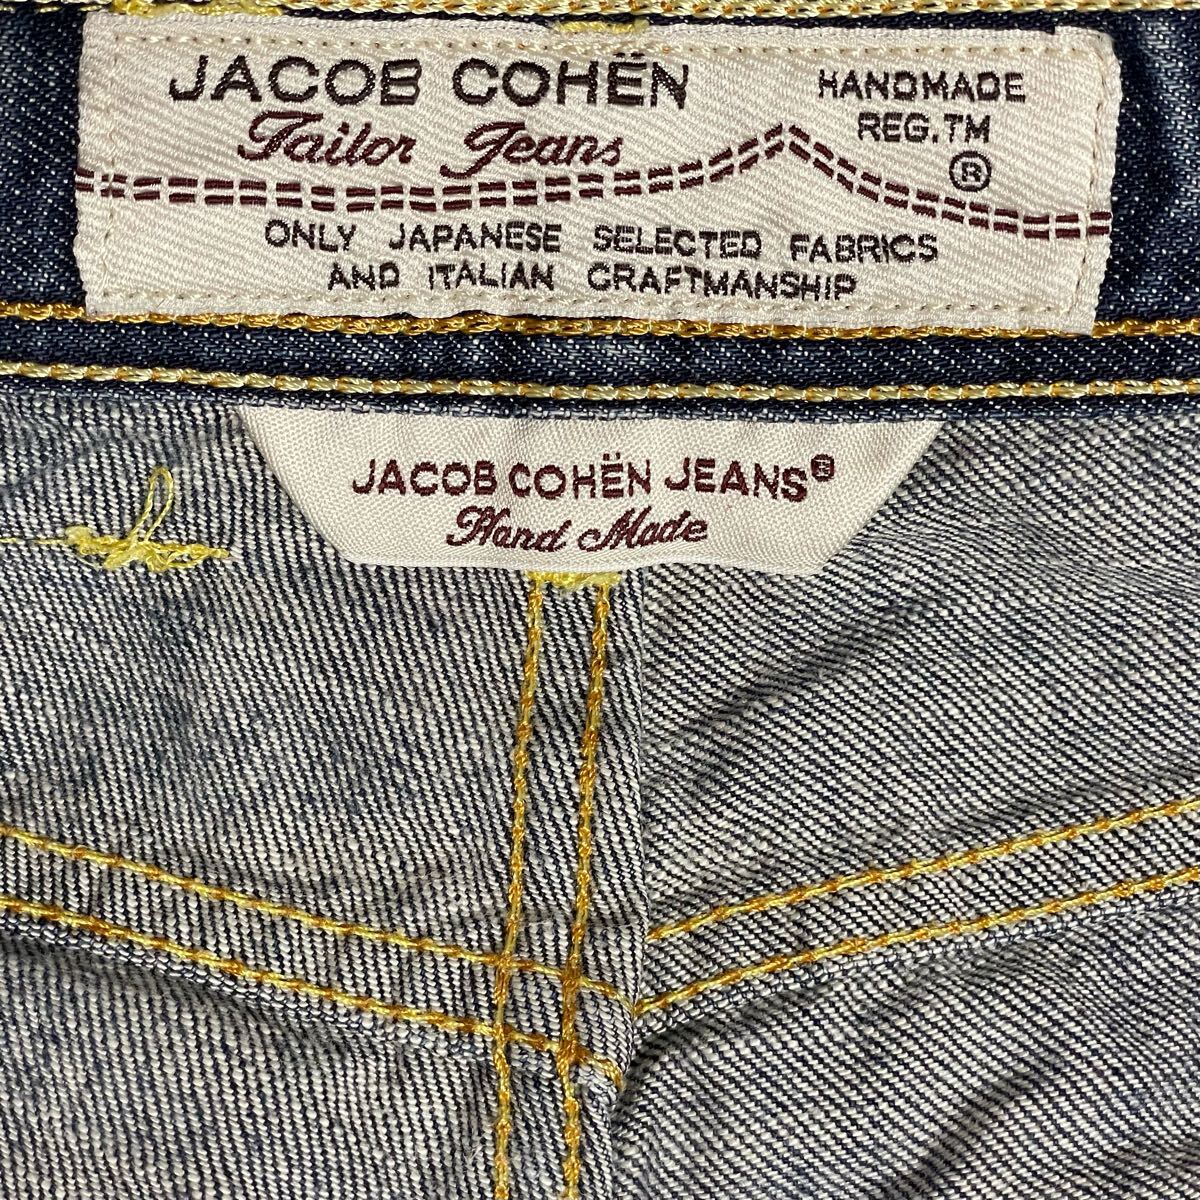 JACOB COHËN
Tailor Jeans
HANDMADE
REG.TM
®
ONLY JAPANESE SELECTED FABRICS
AND ITALIAN CRAFTMANSHIP
JACOB COHËN JEANS®
Hand Made